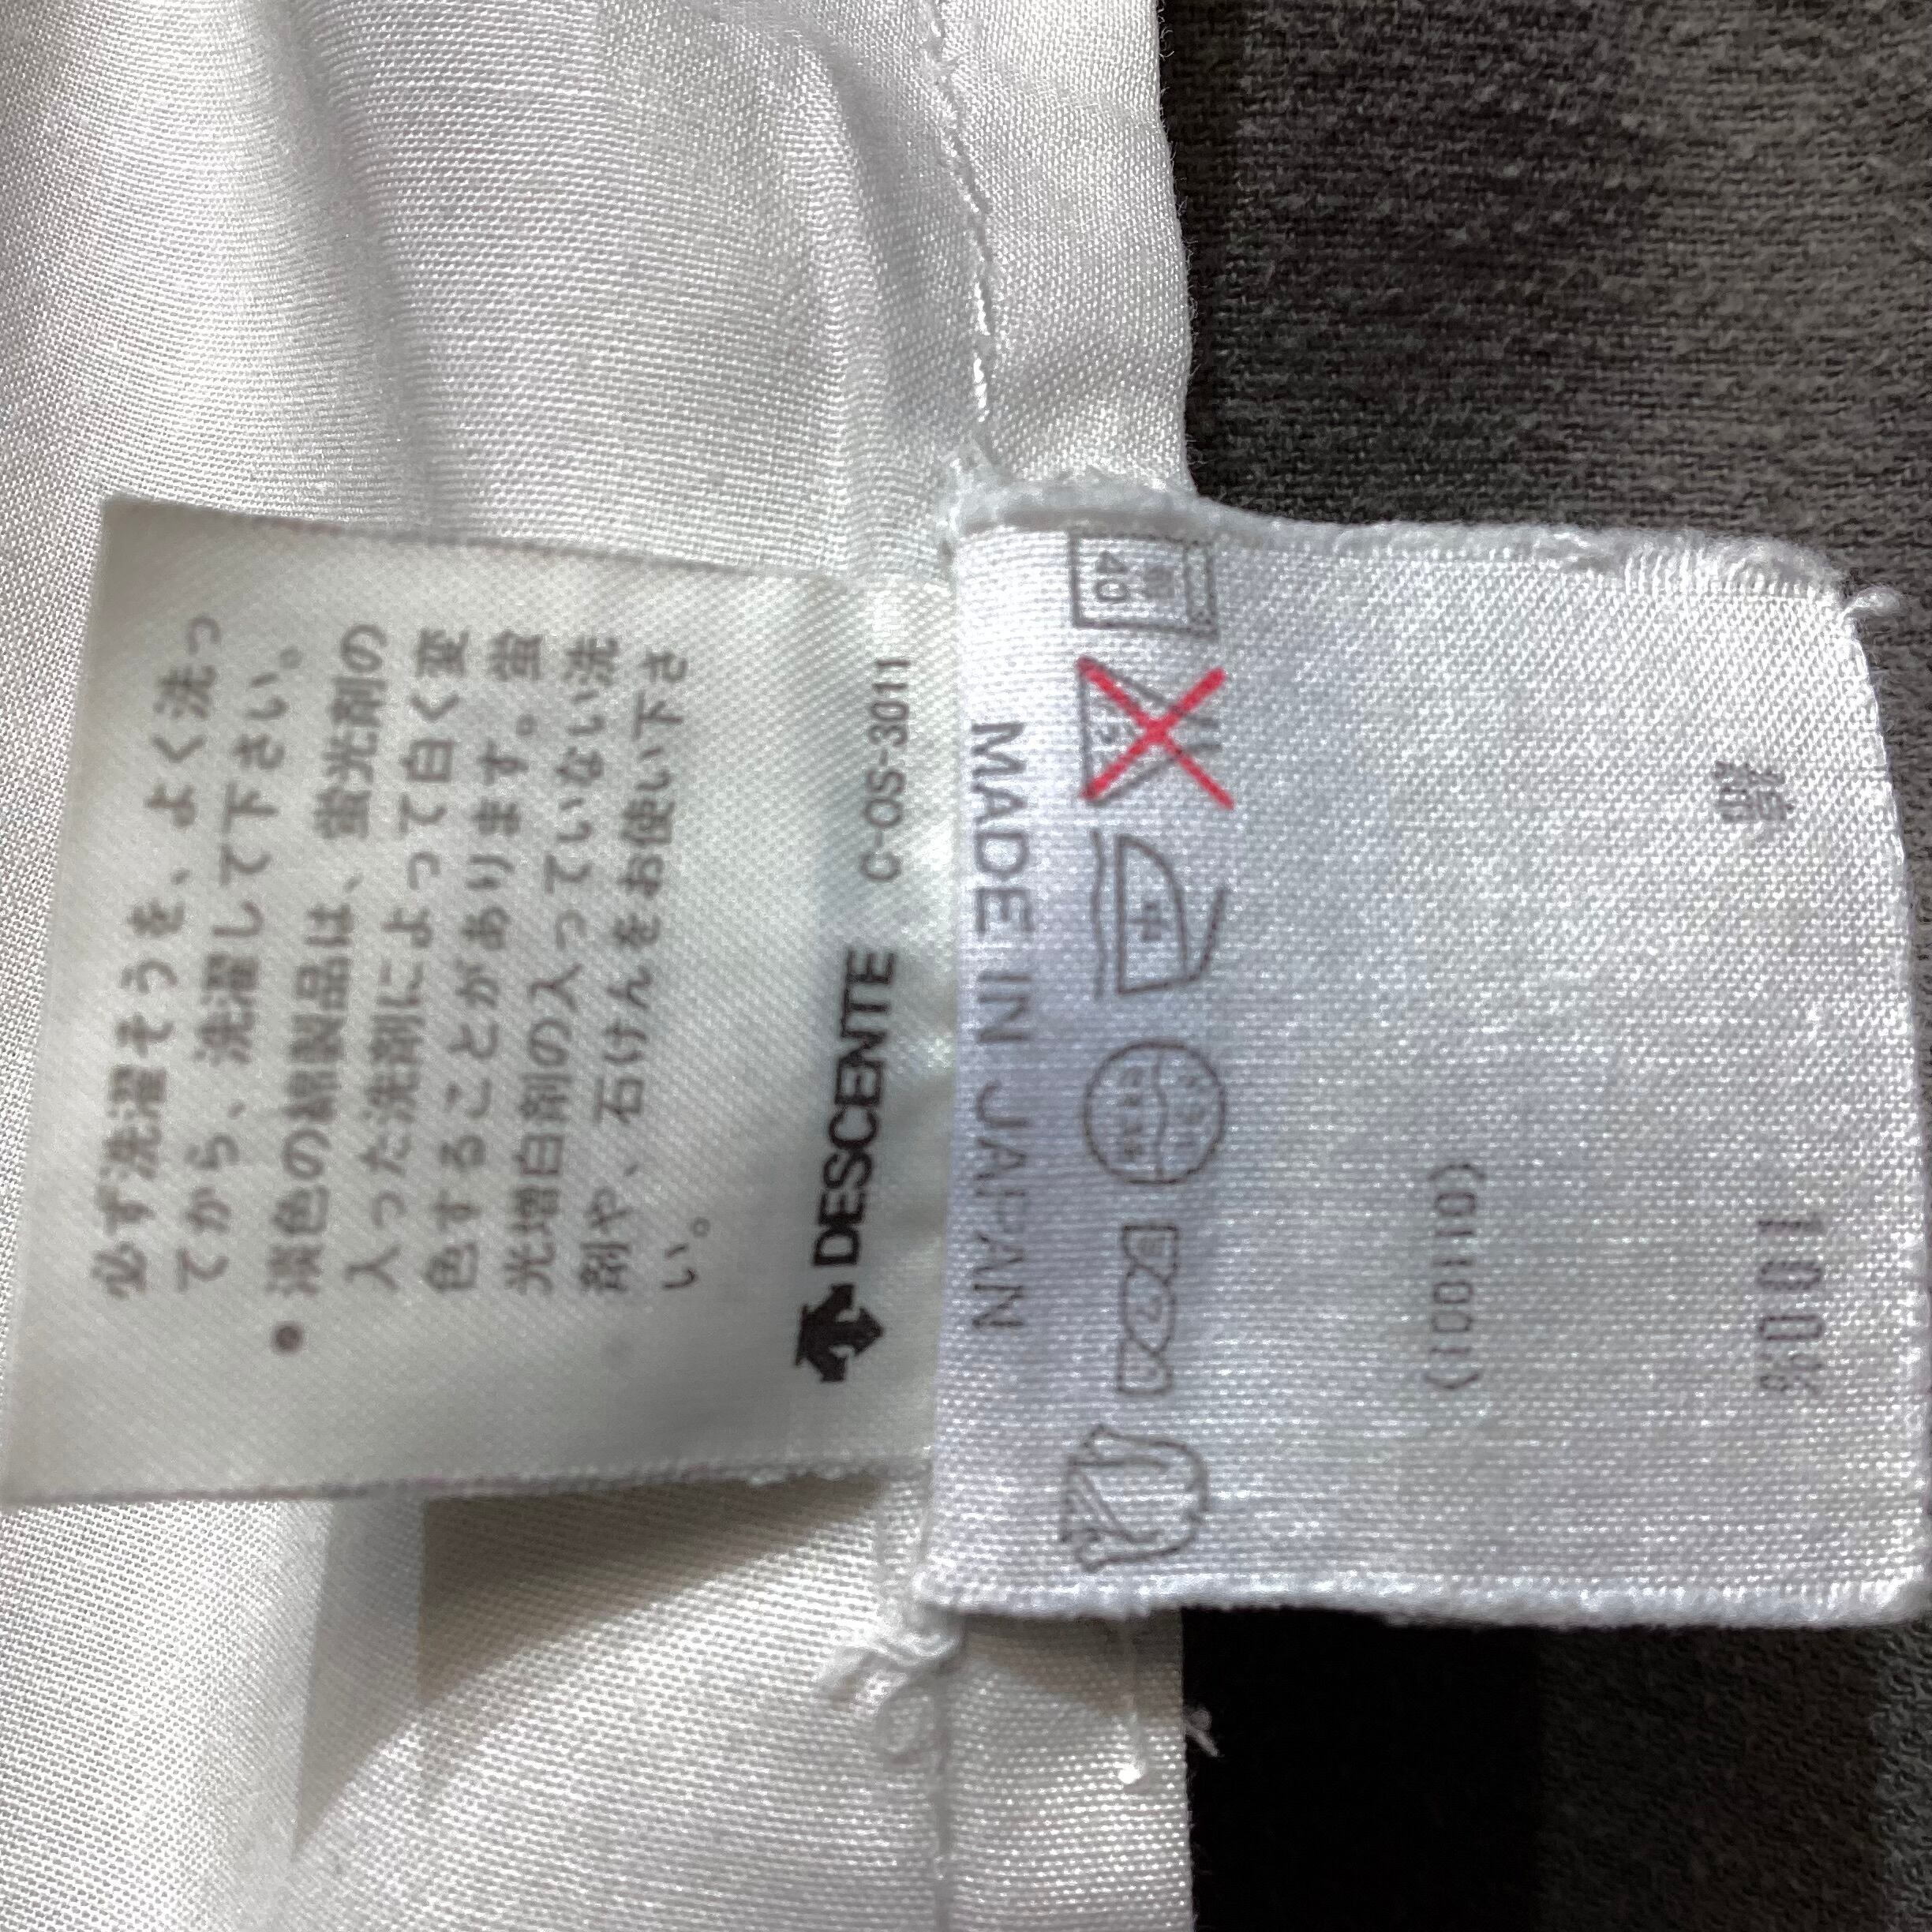 必ず洗濯そうを、よく洗っ
てから、洗濯して下さい。
●淡色の綿製品は、蛍光剤の
入った洗剤によって白く変
色することがあります。蛍
光増白剤の入っていない洗
剤や、石けんをお使い下さ
い。
DESCENTE C-OS-3011
MADE IN JAPAN
40
中
(01001)
綿 100%